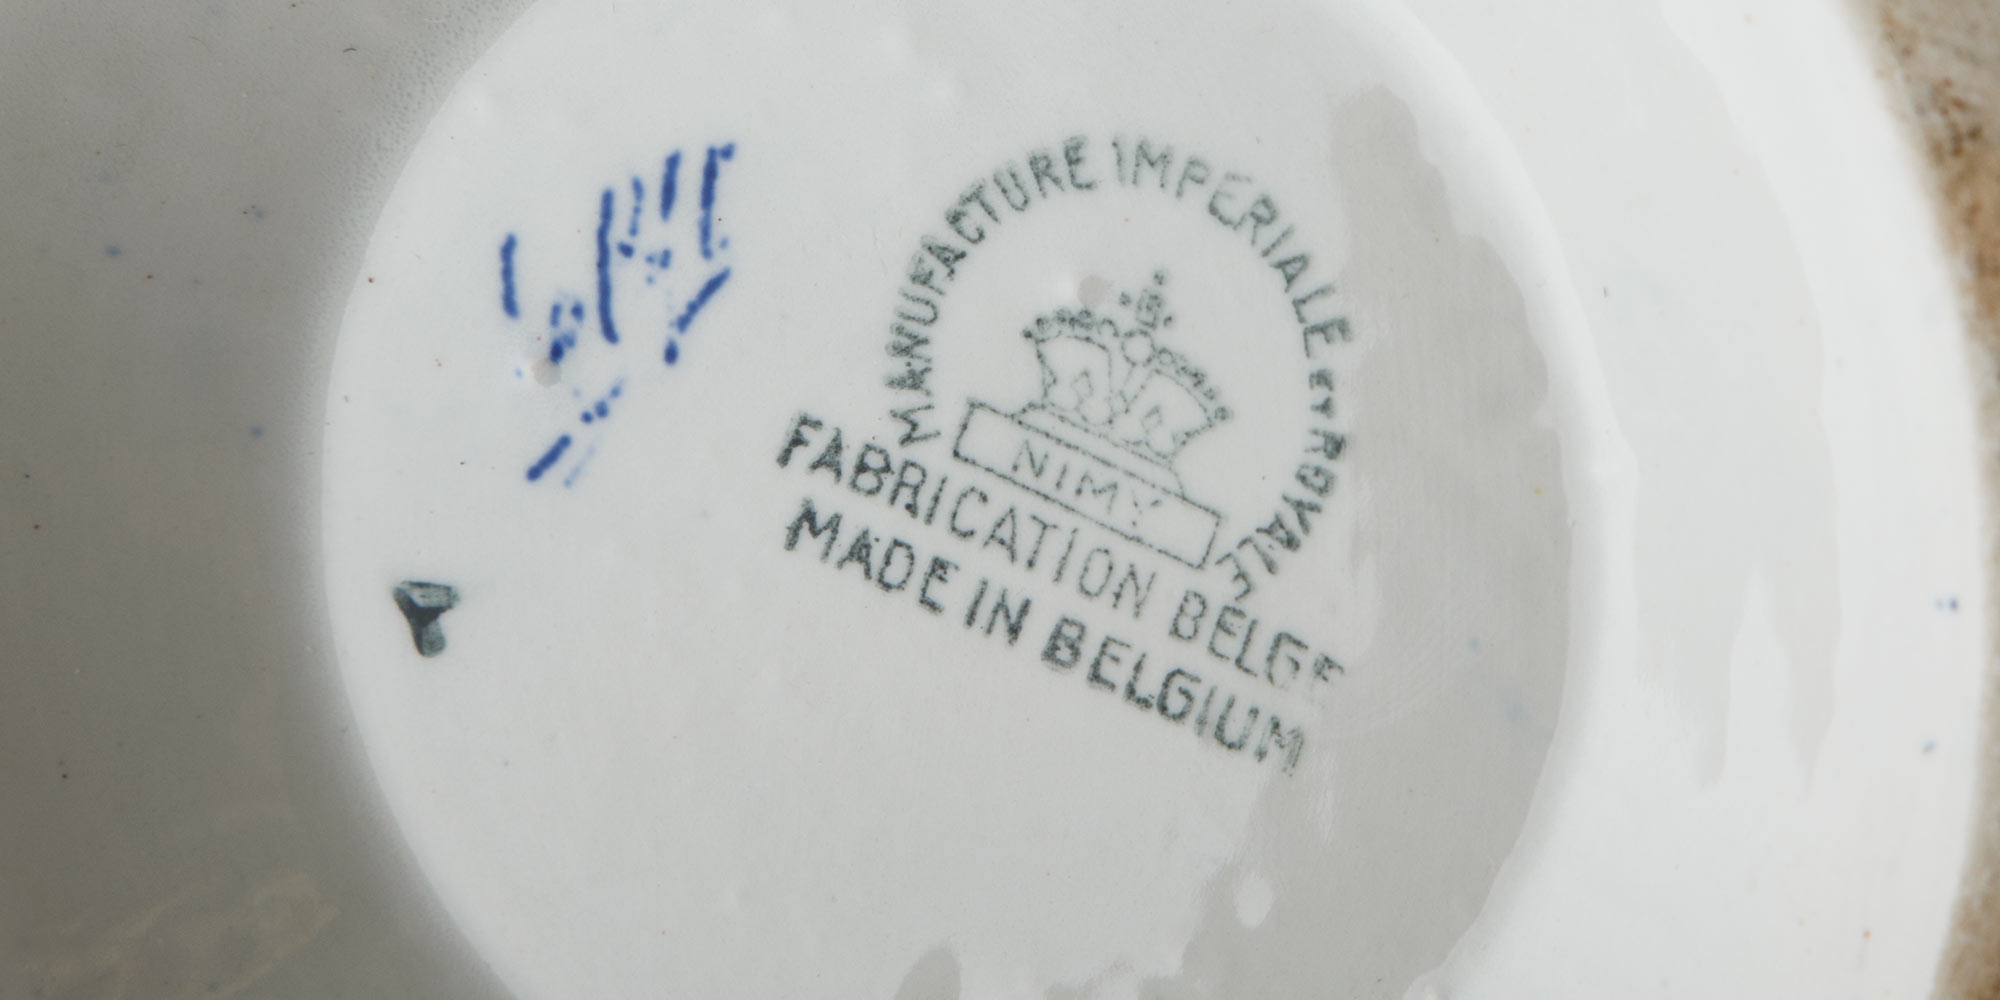 MANUFACTURE IMPERIALE ET ROYALE
NIMY
FABRICATION BELGE
MADE IN BELGIUM